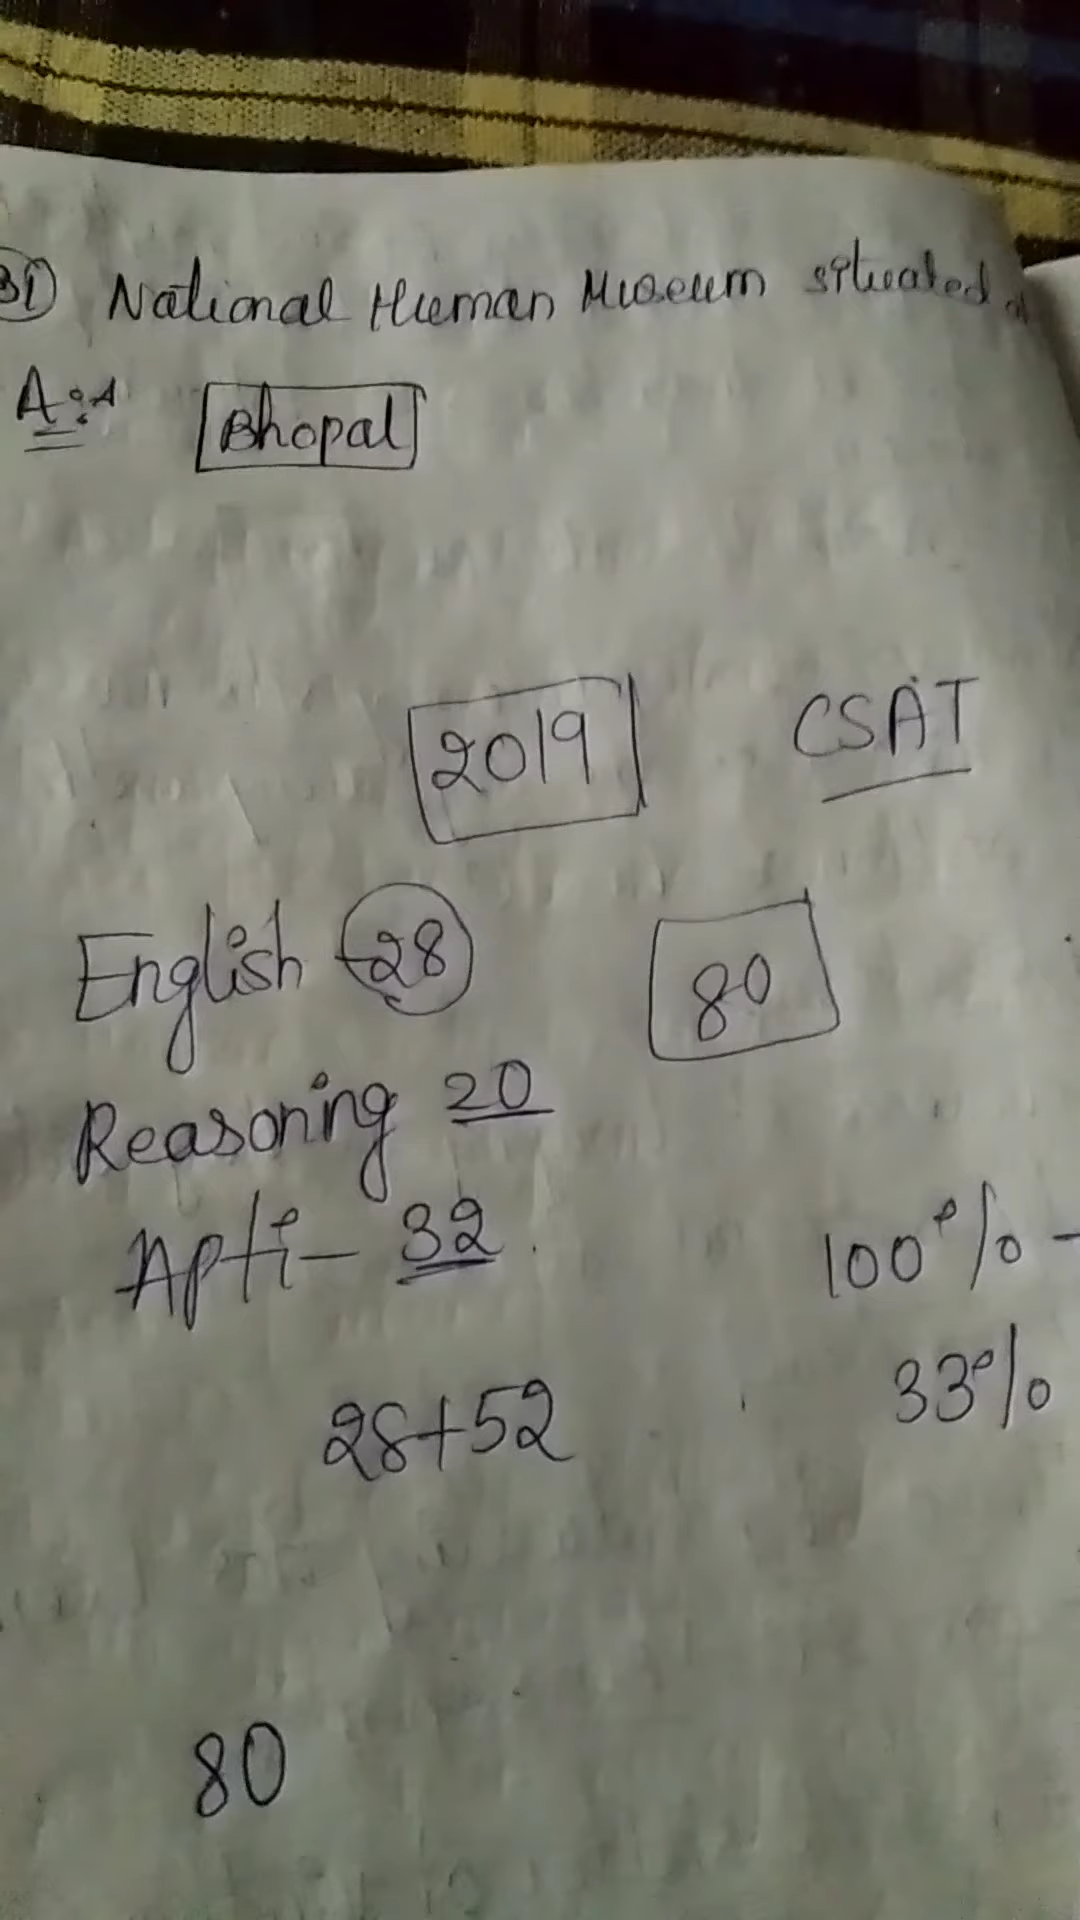 31) National Human Museum situated
A:
Bhopal
2019 CSAT
English - 28 80
Reasoning 20
Apti - 32
100% -
33%
28+52
80